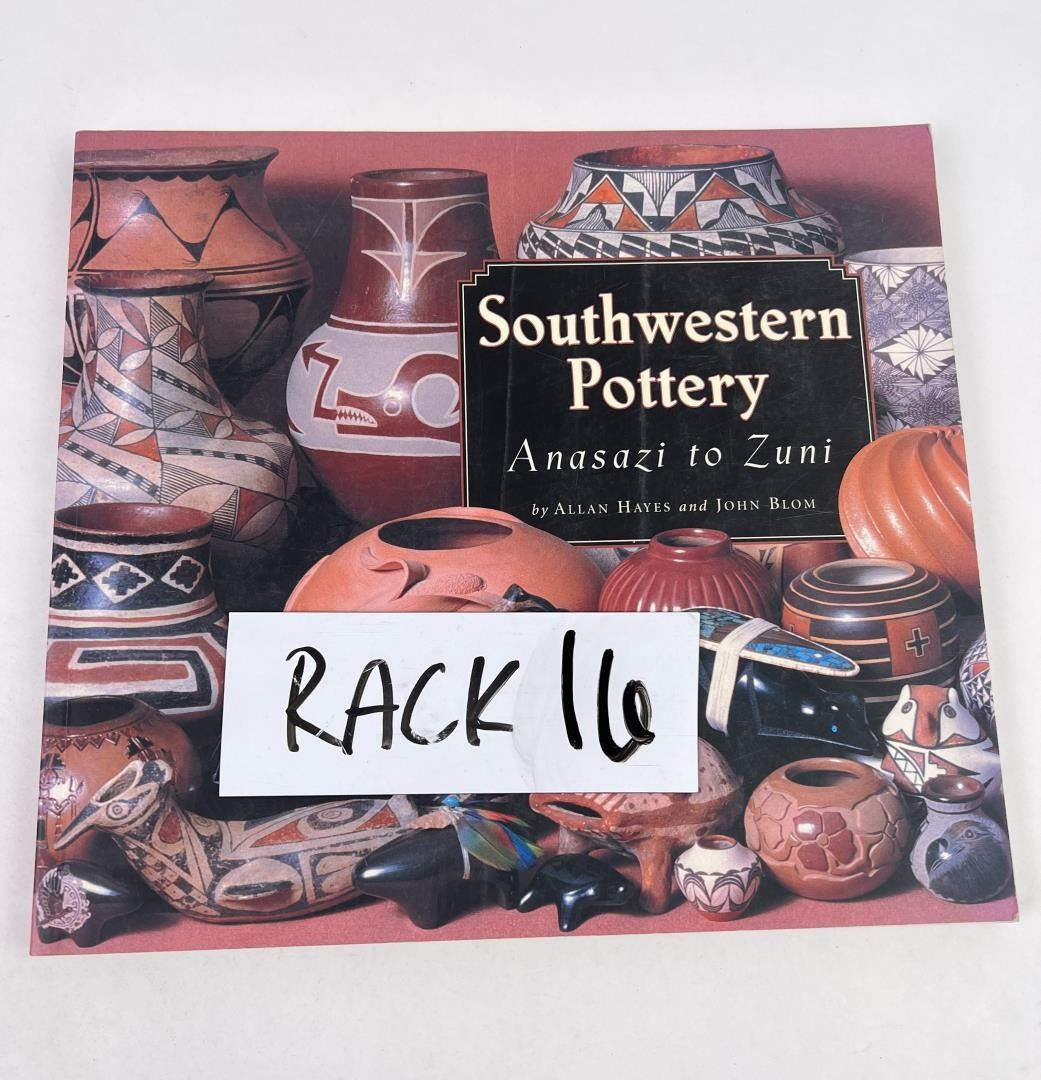 Southwestern
Pottery
Anasazi to Zuni
by ALLAN HAYES and JOHN BLOM
RACK 16